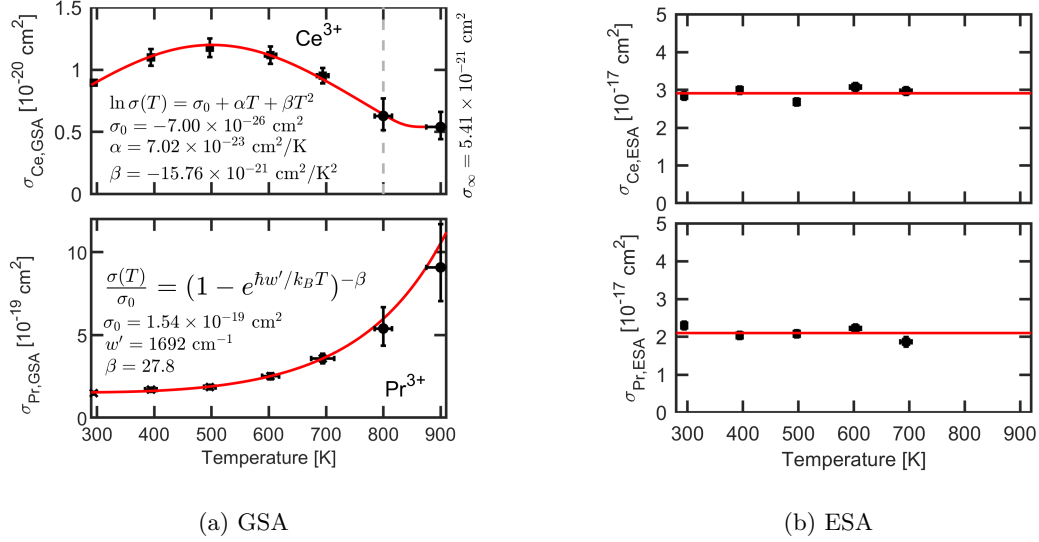 1.5
1
0.5
0
σCe,GSA [10⁻²⁰ cm²]
Ce³⁺
ln σ(T) = σ₀ + αT + βT²
σ₀ = −7.00 × 10⁻²⁶ cm²
α = 7.02 × 10⁻²³ cm²/K
β = −15.76 × 10⁻²¹ cm²/K²
σ∞ = 5.41 × 10⁻²¹ cm²
10
5
0
σPr,GSA [10⁻¹⁹ cm²]
σ(T)/σ₀ = (1 − e^{ħw′/k_BT})^{−β}
σ₀ = 1.54 × 10⁻¹⁹ cm²
w′ = 1692 cm⁻¹
β = 27.8
Pr³⁺
300 400 500 600 700 800 900
Temperature [K]
(a) GSA
5
4
3
2
1
0
σCe,ESA [10⁻¹⁷ cm²]
5
4
3
2
1
0
σPr,ESA [10⁻¹⁷ cm²]
300 400 500 600 700 800 900
Temperature [K]
(b) ESA